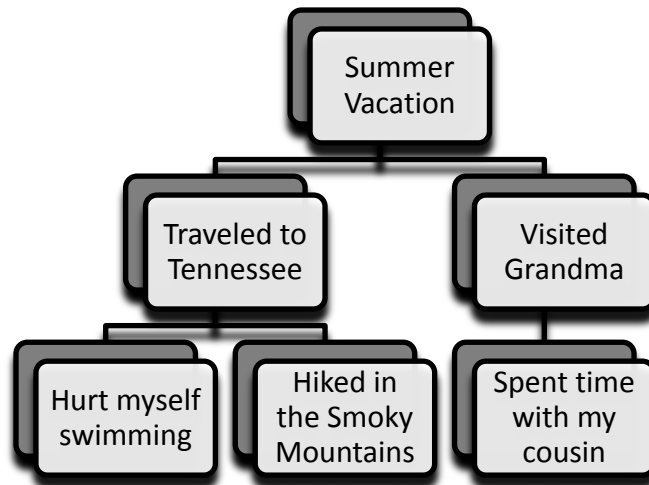 Summer
Vacation
Traveled to
Tennessee
Visited
Grandma
Hurt myself
swimming
Hiked in
the Smoky
Mountains
Spent time
with my
cousin